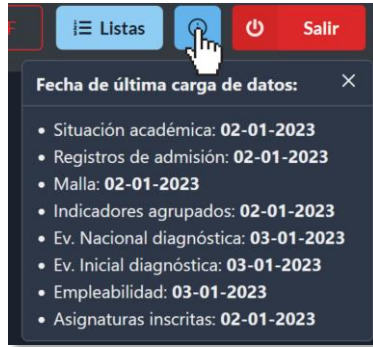 Listas Salir
Fecha de última carga de datos:
• Situación académica: 02-01-2023
• Registros de admisión: 02-01-2023
• Malla: 02-01-2023
• Indicadores agrupados: 02-01-2023
• Ev. Nacional diagnóstica: 03-01-2023
• Ev. Inicial diagnóstica: 03-01-2023
• Empleabilidad: 03-01-2023
• Asignaturas inscritas: 02-01-2023